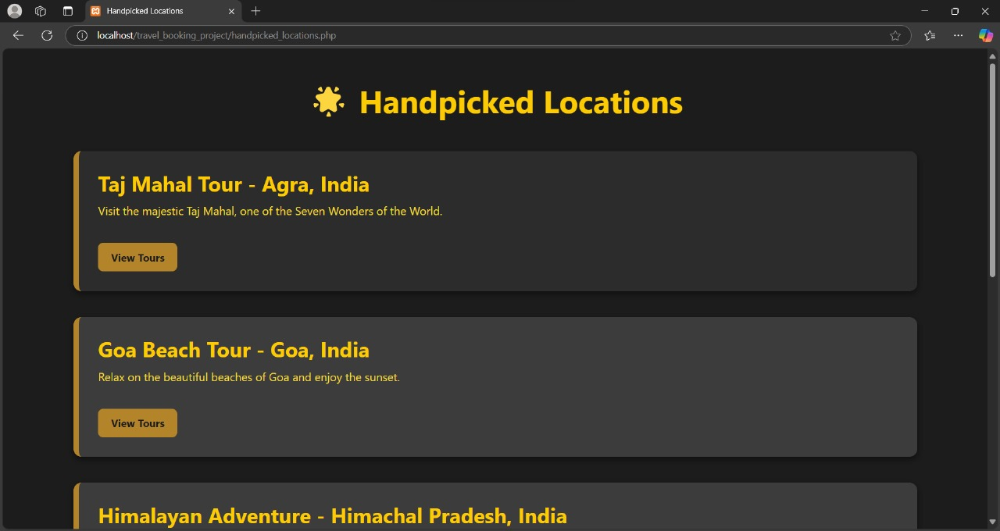 Handpicked Locations
localhost/travel_booking_project/handpicked_locations.php
Handpicked Locations
Taj Mahal Tour - Agra, India
Visit the majestic Taj Mahal, one of the Seven Wonders of the World.
View Tours
Goa Beach Tour - Goa, India
Relax on the beautiful beaches of Goa and enjoy the sunset.
View Tours
Himalayan Adventure - Himachal Pradesh, India